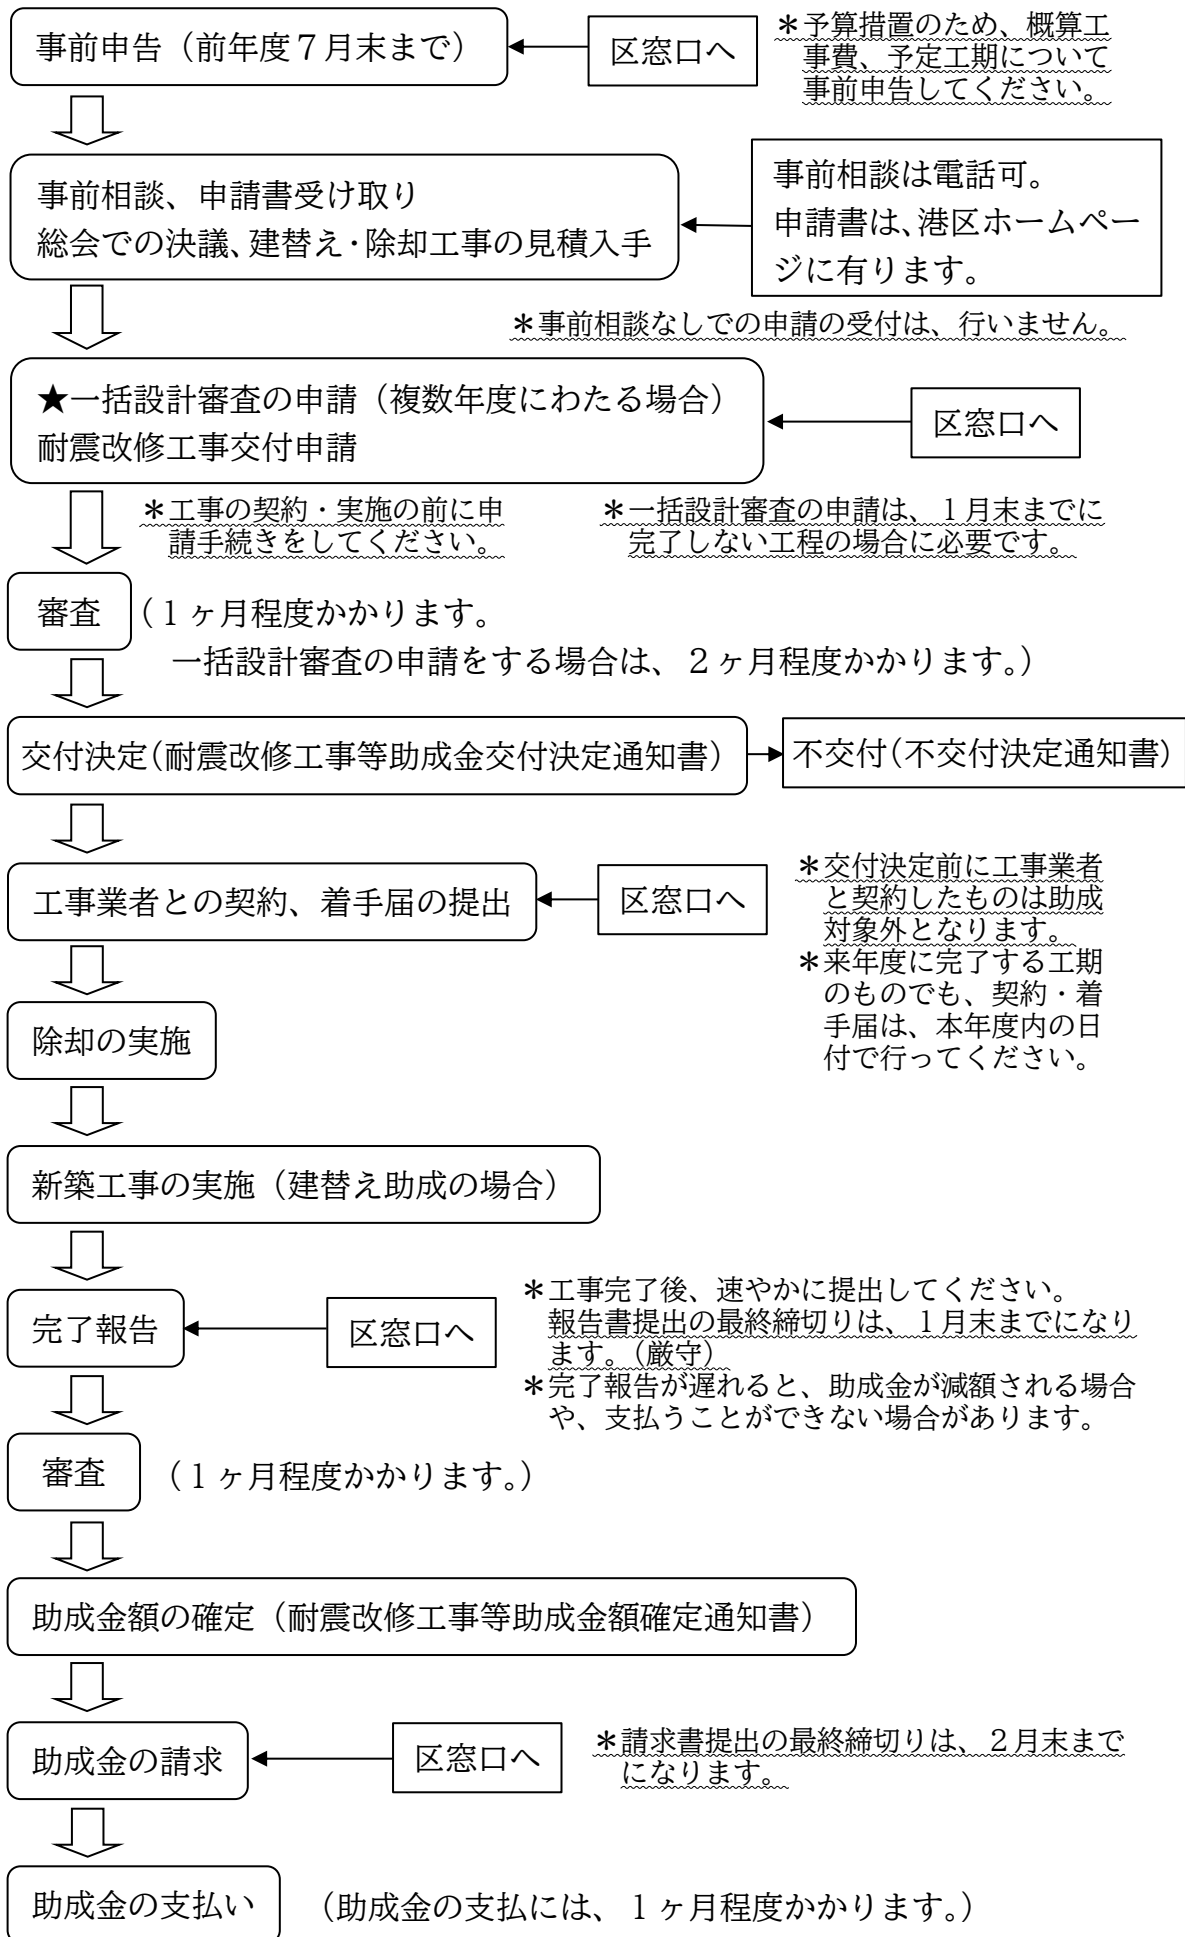 事前申告（前年度７月末まで）
区窓口へ
＊予算措置のため、概算工
事費、予定工期について
事前申告してください。
事前相談、申請書受け取り
総会での決議、建替え・除却工事の見積入手
事前相談は電話可。
申請書は、港区ホームペー
ジに有ります。
＊事前相談なしでの申請の受付は、行いません。
★一括設計審査の申請（複数年度にわたる場合）
耐震改修工事交付申請
区窓口へ
＊工事の契約・実施の前に申
請手続きをしてください。
＊一括設計審査の申請は、１月末までに
完了しない工程の場合に必要です。
審査
（１ヶ月程度かかります。
一括設計審査の申請をする場合は、２ヶ月程度かかります。）
交付決定（耐震改修工事等助成金交付決定通知書）
不交付（不交付決定通知書）
工事業者との契約、着手届の提出
区窓口へ
＊交付決定前に工事業者
と契約したものは助成
対象外となります。
＊来年度に完了する工期
のものでも、契約・着
手届は、本年度内の日
付で行ってください。
除却の実施
新築工事の実施（建替え助成の場合）
完了報告
区窓口へ
＊工事完了後、速やかに提出してください。
報告書提出の最終締切りは、１月末までになり
ます。（厳守）
＊完了報告が遅れると、助成金が減額される場合
や、支払うことができない場合があります。
審査
（１ヶ月程度かかります。）
助成金額の確定（耐震改修工事等助成金額確定通知書）
助成金の請求
区窓口へ
＊請求書提出の最終締切りは、２月末まで
になります。
助成金の支払い
（助成金の支払には、１ヶ月程度かかります。）